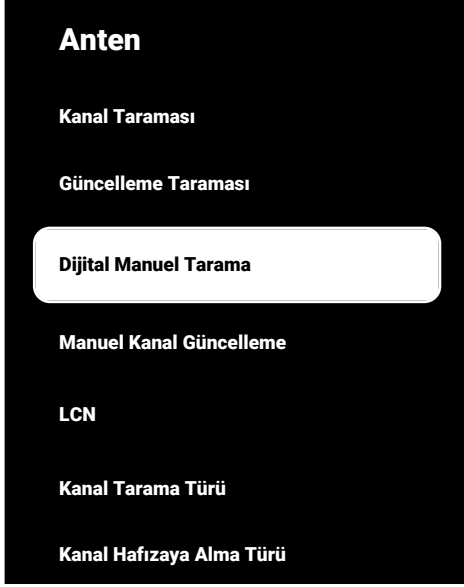 Anten
Kanal Taraması
Güncelleme Taraması
Dijital Manuel Tarama
Manuel Kanal Güncelleme
LCN
Kanal Tarama Türü
Kanal Hafızaya Alma Türü